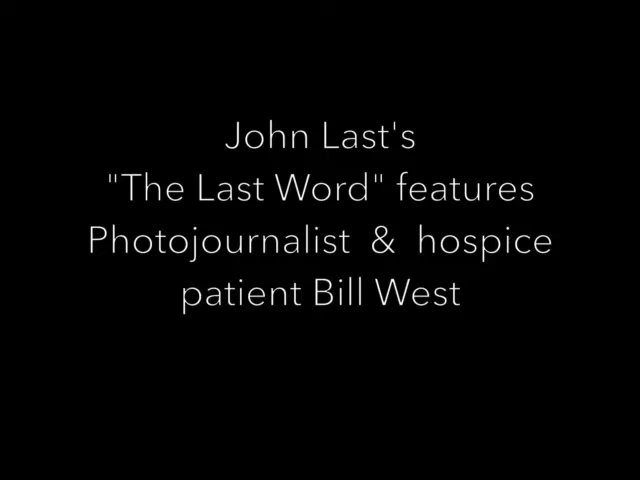 John Last's
"The Last Word" features
Photojournalist & hospice
patient Bill West